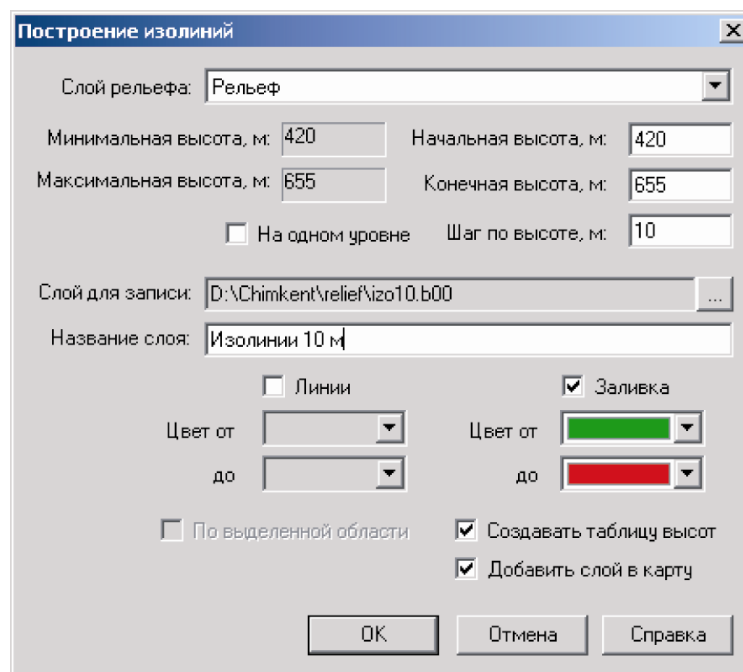 Построение изолиний
Слой рельефа: Рельеф
Минимальная высота, м: 420 Начальная высота, м: 420
Максимальная высота, м: 655 Конечная высота, м: 655
На одном уровне Шаг по высоте, м: 10
Слой для записи: D:\Chimkent\relief\izo10.b00 ...
Название слоя: Изолинии 10 м
Линии Заливка
Цвет от Цвет от
до до
По выделенной области Создавать таблицу высот
Добавить слой в карту
OK Отмена Справка